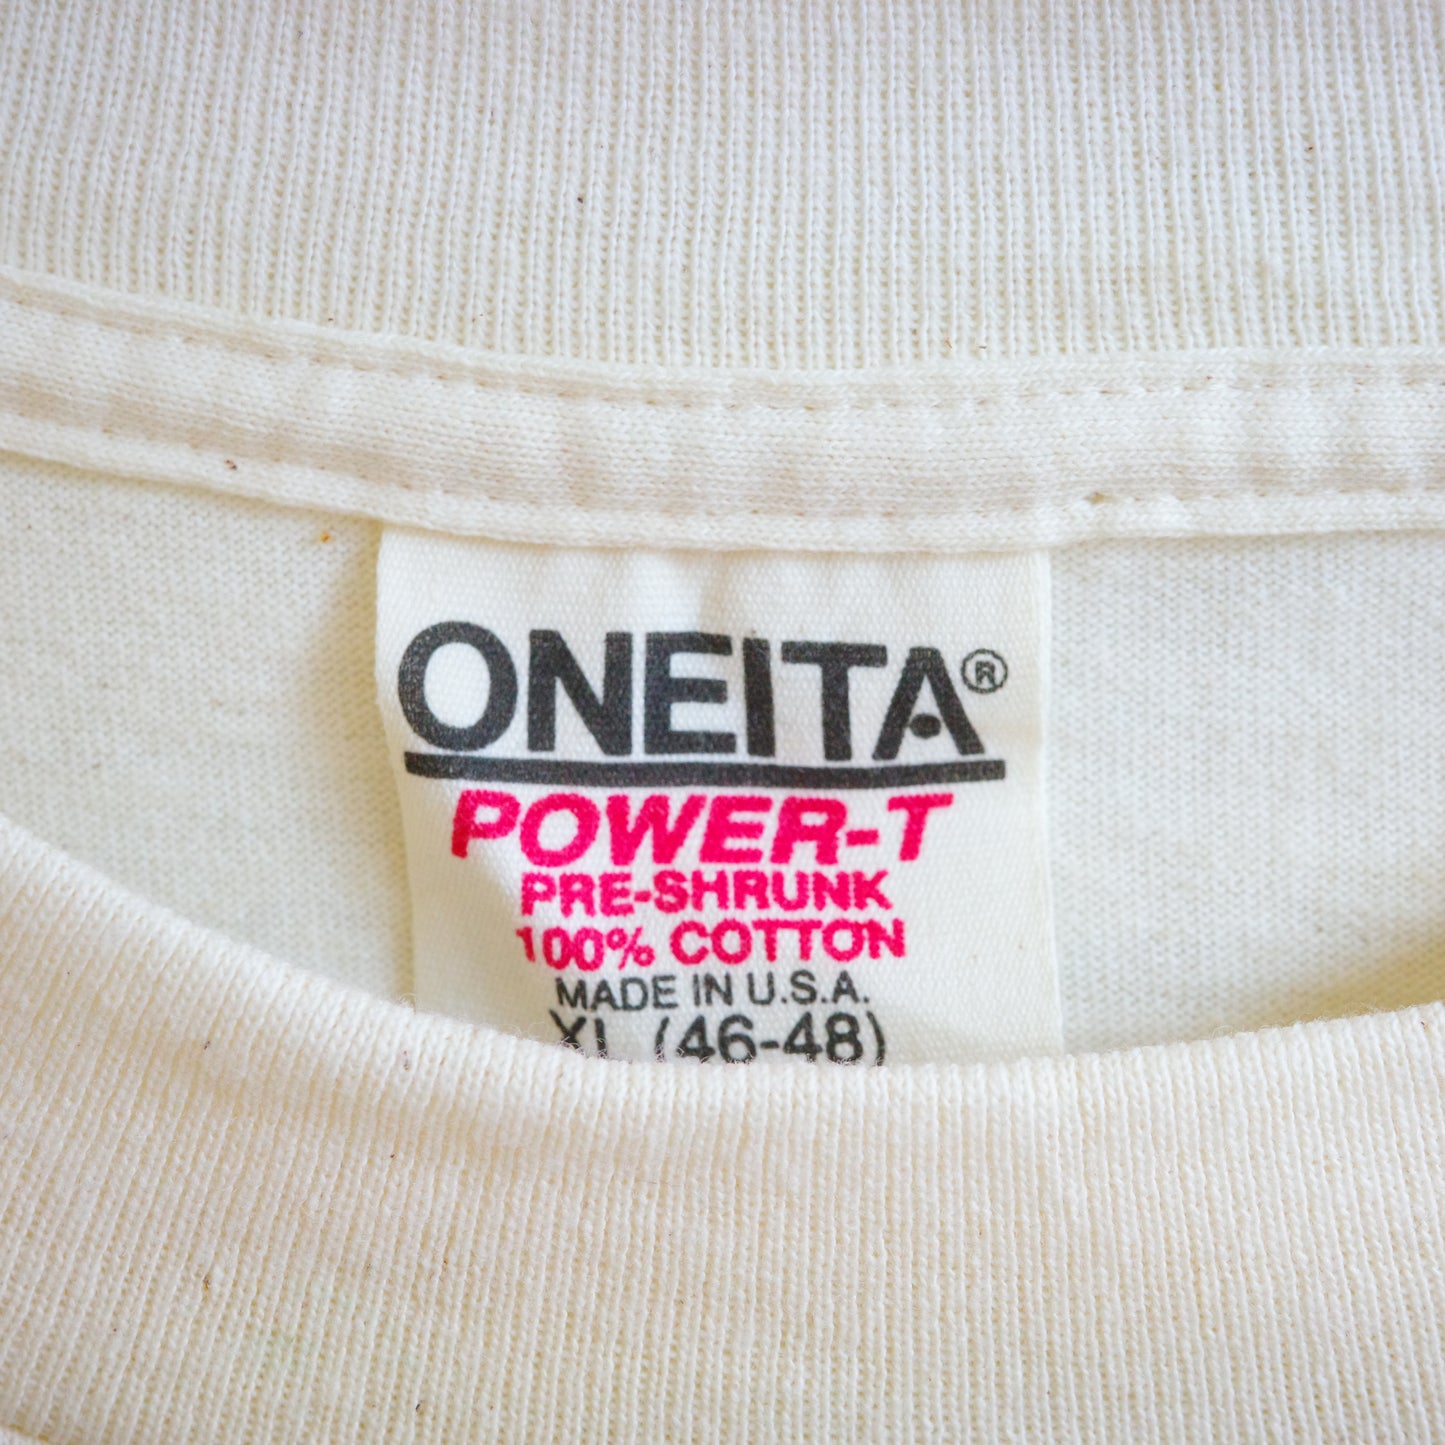 ONEITA®
POWER-T
PRE-SHRUNK
100% COTTON
MADE IN U.S.A.
XL (46-48)